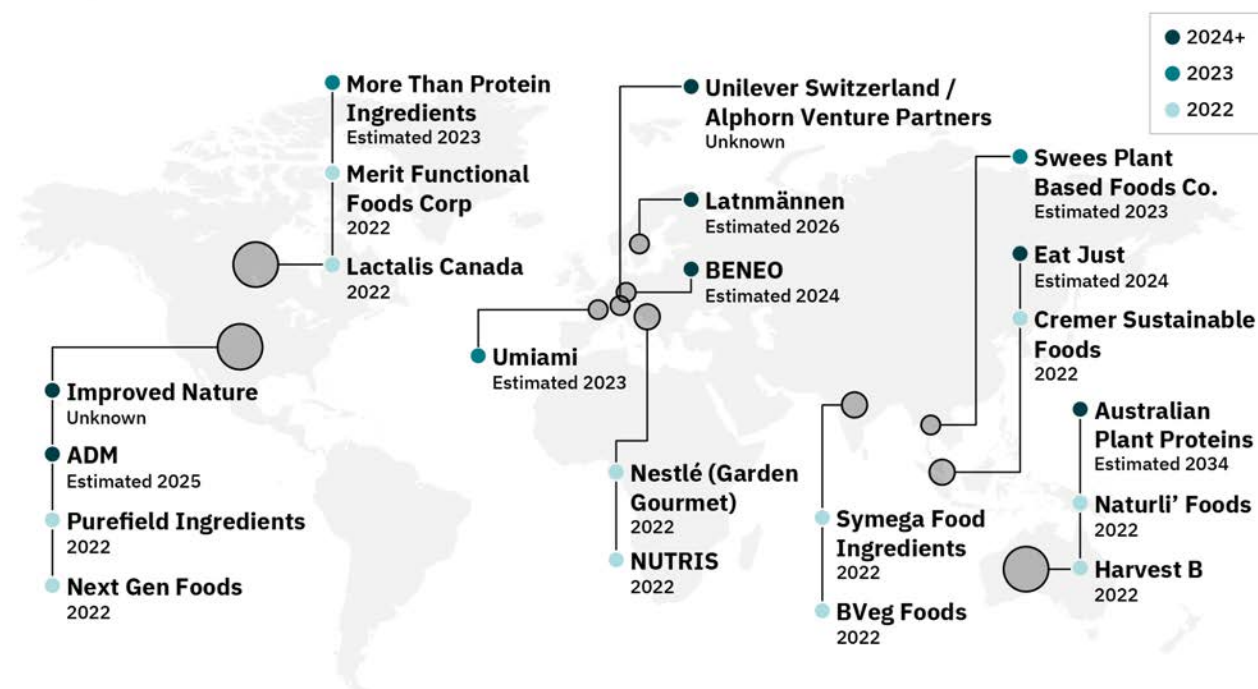 2024+
2023
2022
More Than Protein
Ingredients
Estimated 2023
Merit Functional
Foods Corp
2022
Lactalis Canada
2022
Improved Nature
Unknown
ADM
Estimated 2025
Purefield Ingredients
2022
Next Gen Foods
2022
Unilever Switzerland /
Alphorn Venture Partners
Unknown
Latnmännen
Estimated 2026
BENEO
Estimated 2024
Umiami
Estimated 2023
Nestlé (Garden
Gourmet)
2022
NUTRIS
2022
Symega Food
Ingredients
2022
BVeg Foods
2022
Swees Plant
Based Foods Co.
Estimated 2023
Eat Just
Estimated 2024
Cremer Sustainable
Foods
2022
Australian
Plant Proteins
Estimated 2034
Naturli’ Foods
2022
Harvest B
2022